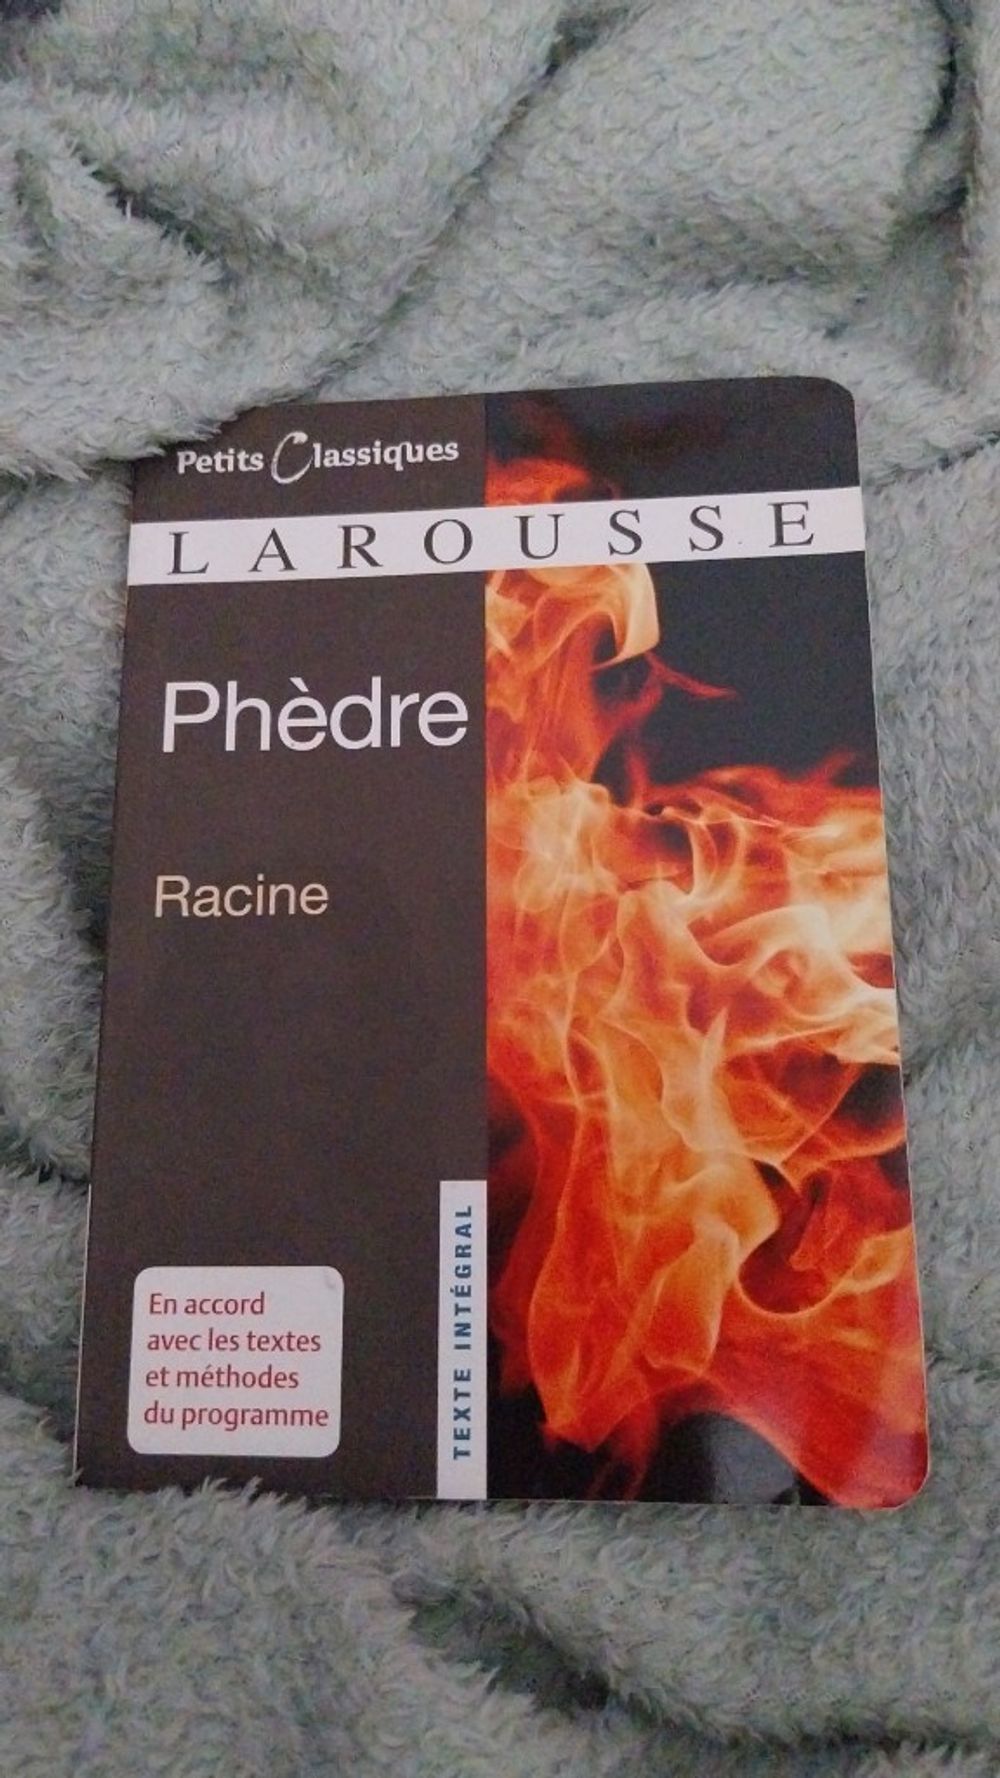 Petits Classiques
LAROUSSE
Phèdre
Racine
TEXTE INTÉGRAL
En accord
avec les textes
et méthodes
du programme